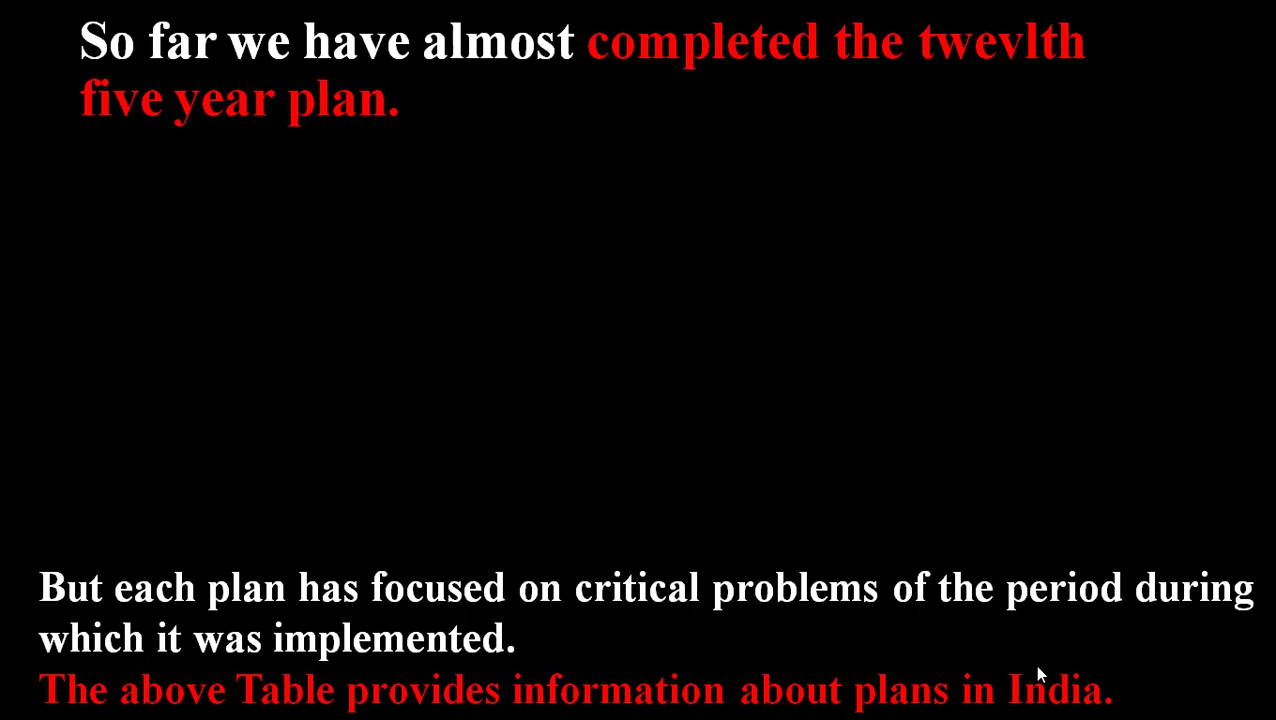 So far we have almost completed the twevlth
five year plan.
But each plan has focused on critical problems of the period during
which it was implemented.
The above Table provides information about plans in India.